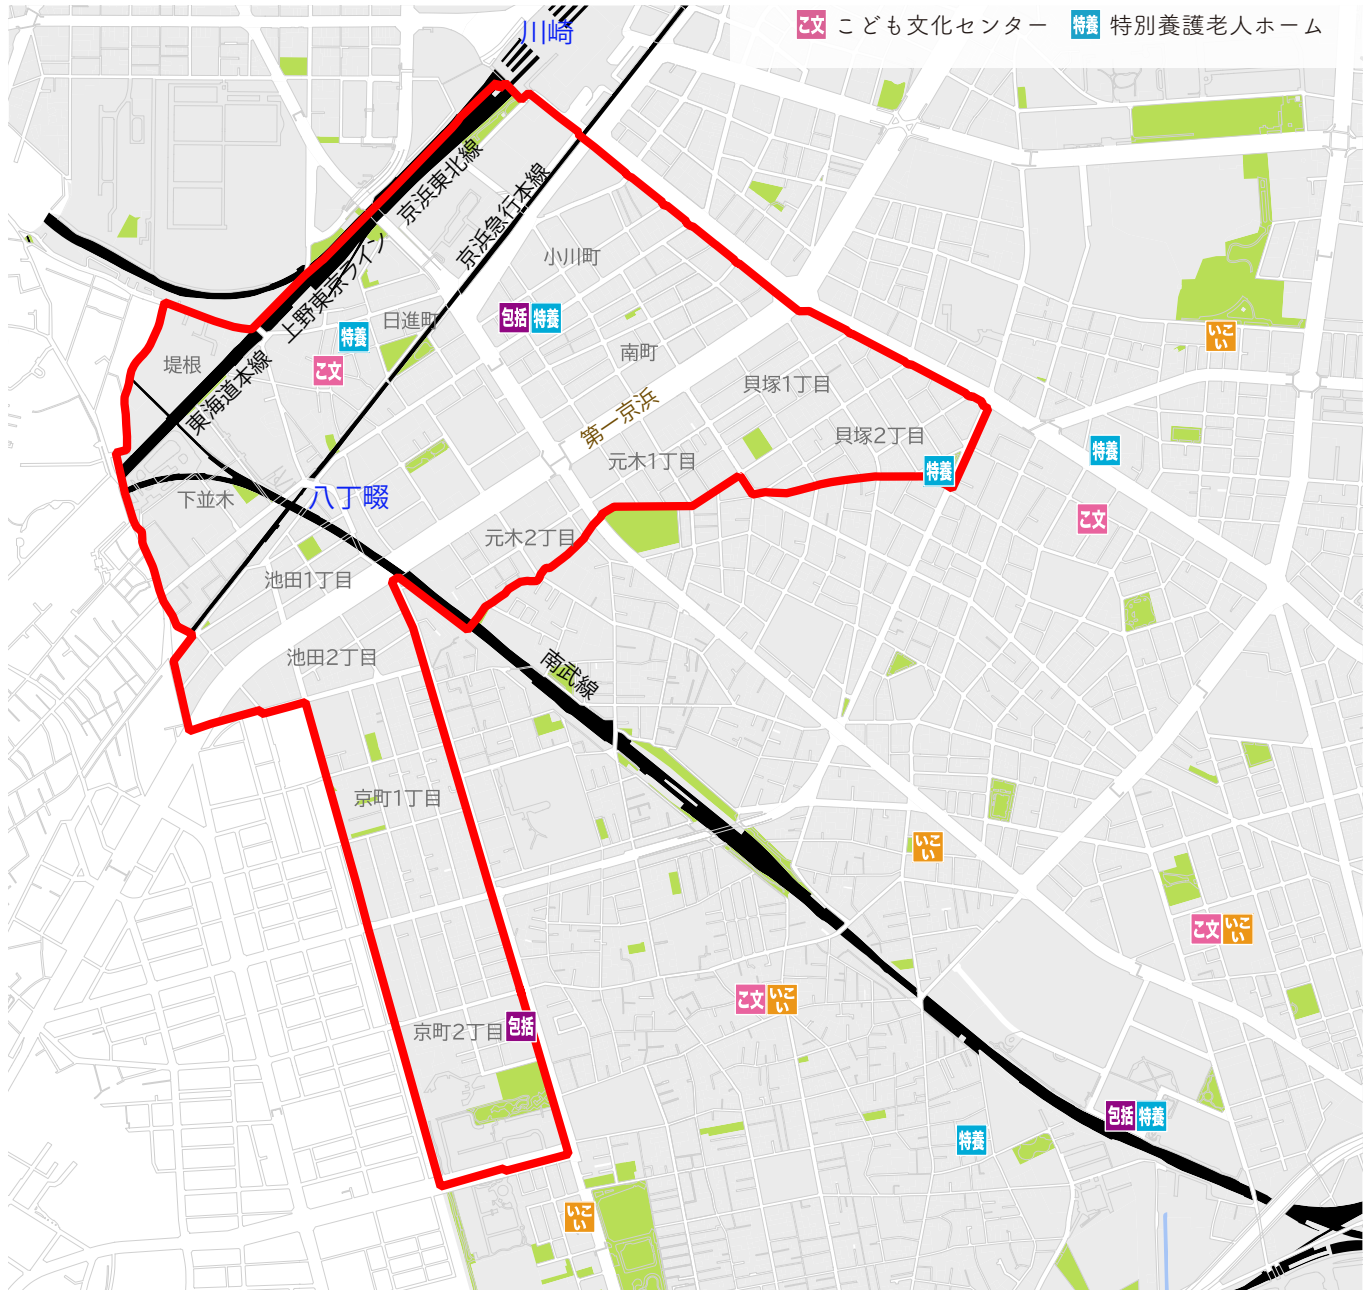 川崎
こ文 こども文化センター 特養 特別養護老人ホーム
京浜東北線
京浜急行本線
小川町
上野東京ライン
包括 特養
日進町
特養
いこい
南町
堤根
こ文
貝塚1丁目
東海道本線
第一京浜
貝塚2丁目
元木1丁目
特養
特養
下並木
八丁畷
こ文
元木2丁目
池田1丁目
池田2丁目
南武線
京町1丁目
いこい
こ文 いこい
こ文 いこい
京町2丁目 包括
包括 特養
特養
いこい